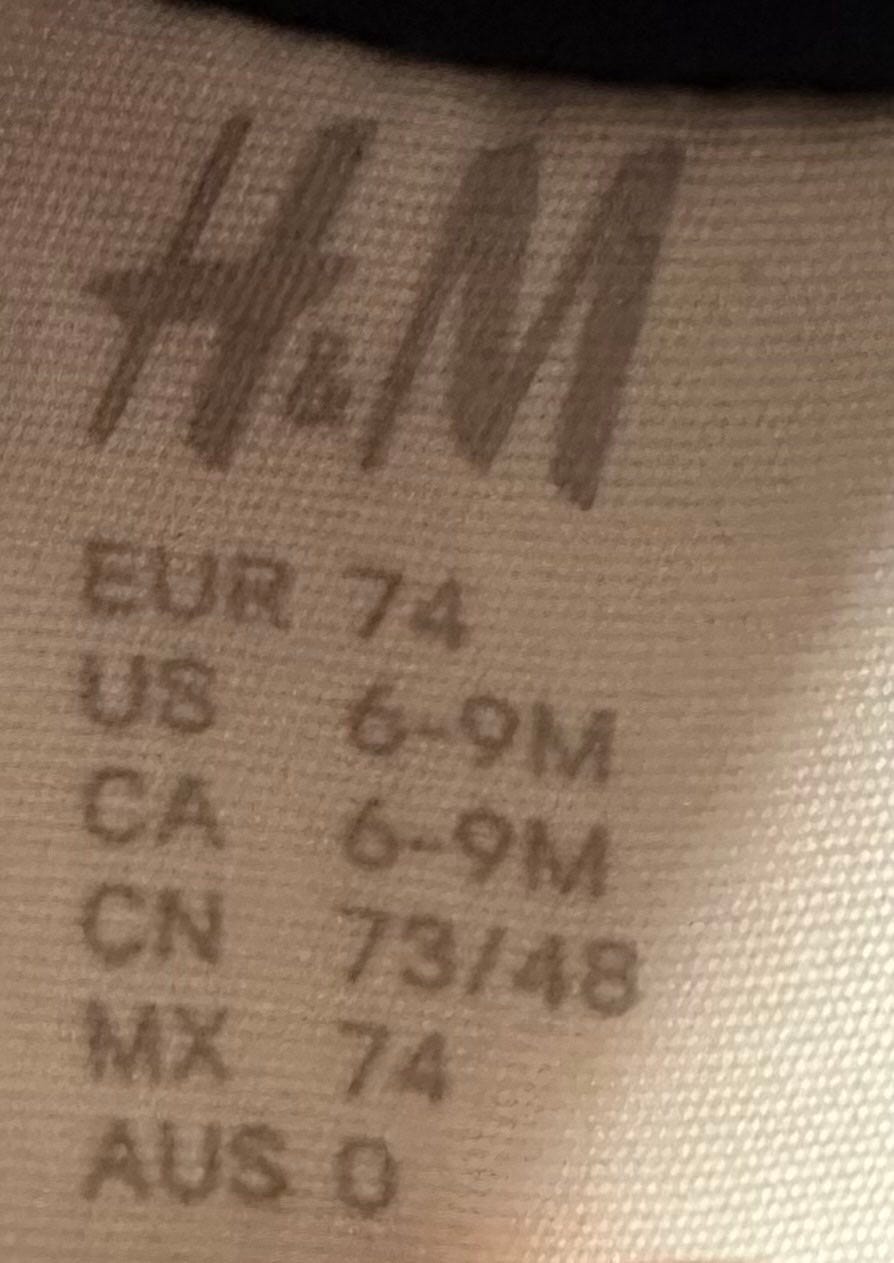 H&M
EUR 74
US 6-9M
CA 6-9M
CN 73/48
MX 74
AUS 0